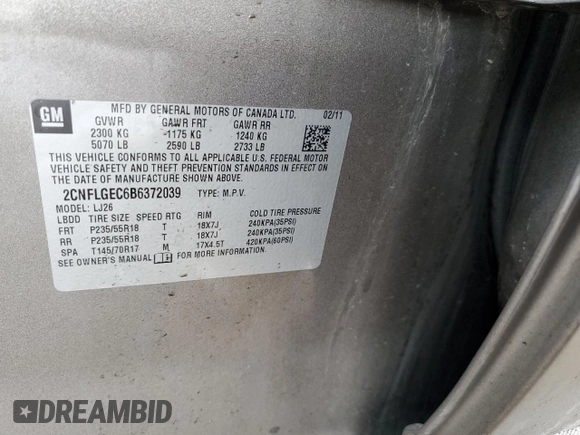 GM
MFD BY GENERAL MOTORS OF CANADA LTD. 02/11
GVWR GAWR FRT GAWR RR
2300 KG 1175 KG 1240 KG
5070 LB 2590 LB 2733 LB
THIS VEHICLE CONFORMS TO ALL APPLICABLE U.S. FEDERAL MOTOR
VEHICLE SAFETY AND THEFT PREVENTION STANDARDS IN EFFECT ON
THE DATE OF MANUFACTURE SHOWN ABOVE.
2CNFLGEC6B6372039 TYPE: M.P.V.
MODEL: LJ26
LBDD TIRE SIZE SPEED RTG RIM COLD TIRE PRESSURE
FRT P235/55R18 T 18X7J 240KPA(35PSI)
RR P235/55R18 T 18X7J 240KPA(35PSI)
SPA T145/70R17 M 17X4.5T 420KPA(60PSI)
SEE OWNER'S MANUAL FOR MORE INFORMATION.
DREAMBID